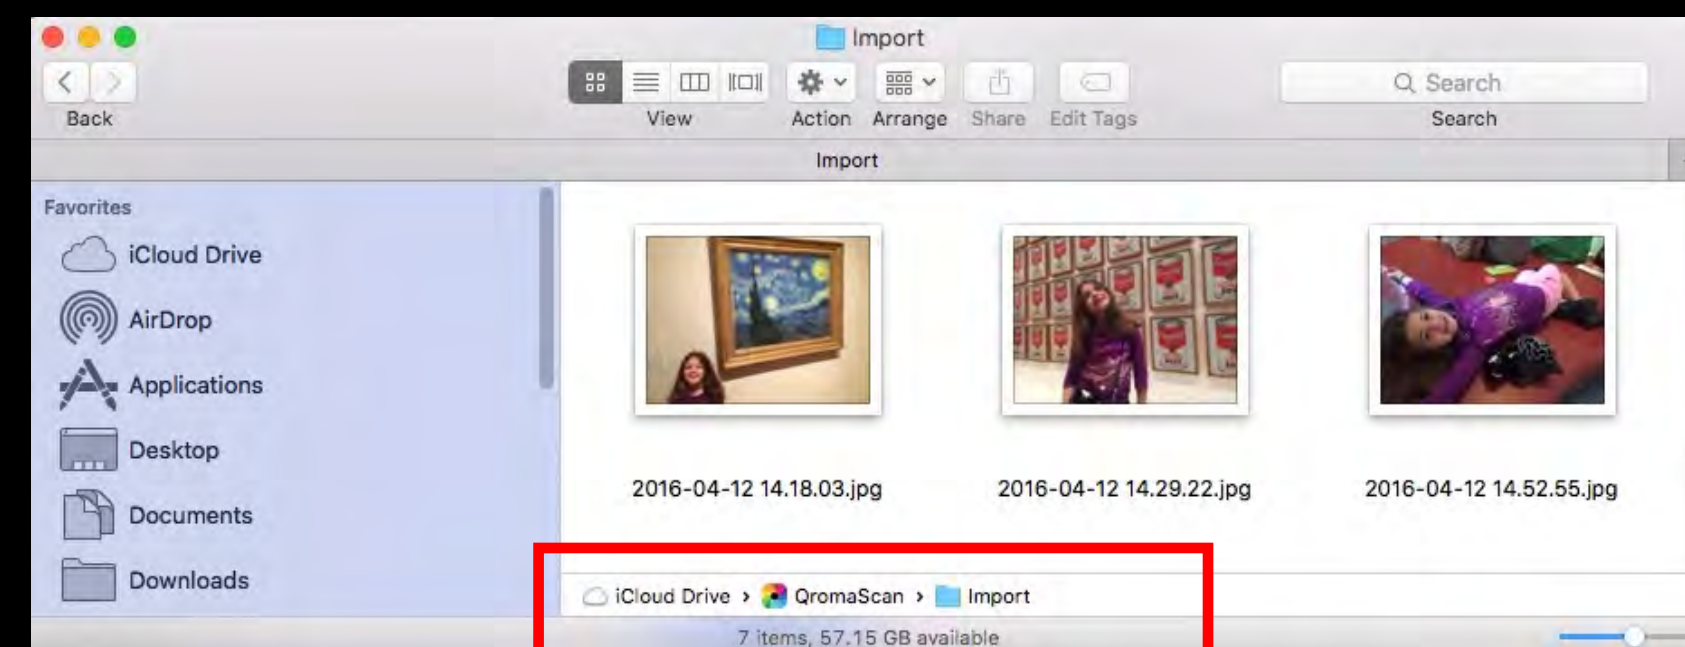 Import
Back
View Action Arrange Share Edit Tags
Search
Search
Import
Favorites
iCloud Drive
AirDrop
Applications
Desktop
Documents
Downloads
2016-04-12 14.18.03.jpg
2016-04-12 14.29.22.jpg
2016-04-12 14.52.55.jpg
iCloud Drive › QromaScan › Import
7 items, 57.15 GB available